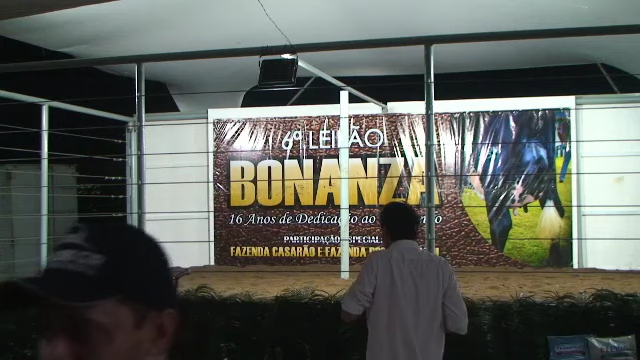 6º LEILÃO
BONANZA
16 Anos de Dedicação ao
PARTICIPAÇÃO ESPECIAL:
FAZENDA CASARÃO E FAZENDA